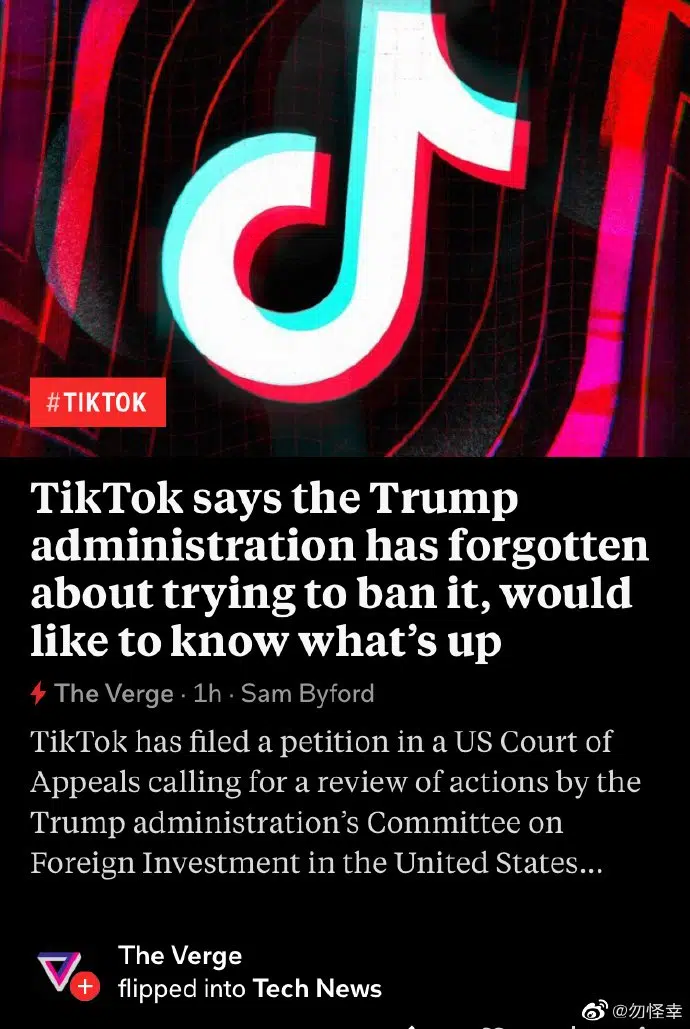 #TIKTOK
TikTok says the Trump
administration has forgotten
about trying to ban it, would
like to know what’s up
The Verge · 1h · Sam Byford
TikTok has filed a petition in a US Court of
Appeals calling for a review of actions by the
Trump administration’s Committee on
Foreign Investment in the United States...
The Verge
flipped into Tech News
@勿怪幸